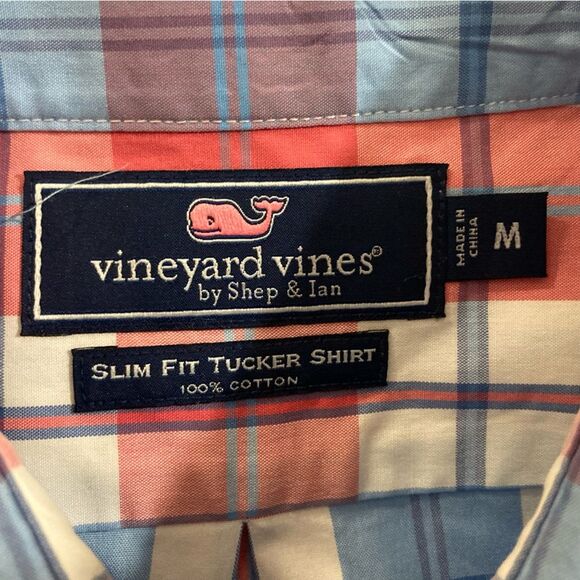 vineyard vines®
by Shep & Ian
MADE IN
CHINA
M
SLIM FIT TUCKER SHIRT
100% COTTON